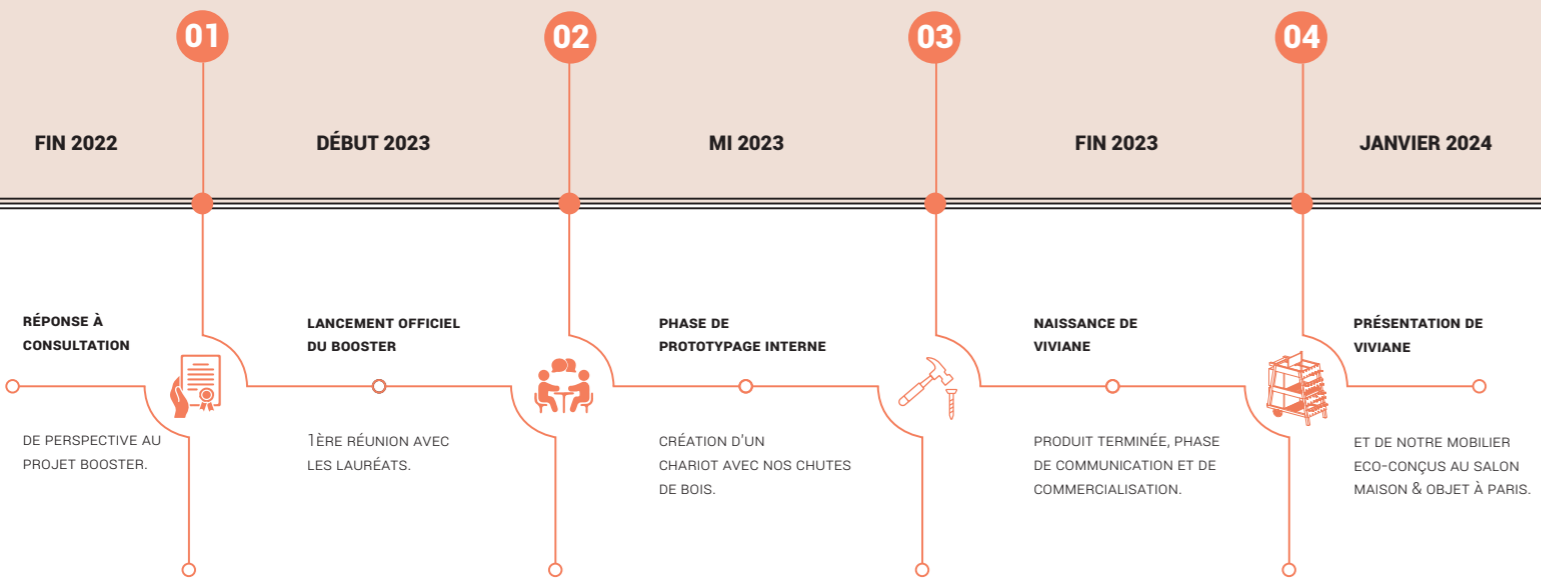 01
02
03
04
FIN 2022
DÉBUT 2023
MI 2023
FIN 2023
JANVIER 2024
RÉPONSE À
CONSULTATION
DE PERSPECTIVE AU
PROJET BOOSTER.
LANCEMENT OFFICIEL
DU BOOSTER
1ÈRE RÉUNION AVEC
LES LAURÉATS.
PHASE DE
PROTOTYPAGE INTERNE
CRÉATION D'UN
CHARIOT AVEC NOS CHUTES
DE BOIS.
NAISSANCE DE
VIVIANE
PRODUIT TERMINÉE, PHASE
DE COMMUNICATION ET DE
COMMERCIALISATION.
PRÉSENTATION DE
VIVIANE
ET DE NOTRE MOBILIER
ECO-CONÇUS AU SALON
MAISON & OBJET À PARIS.